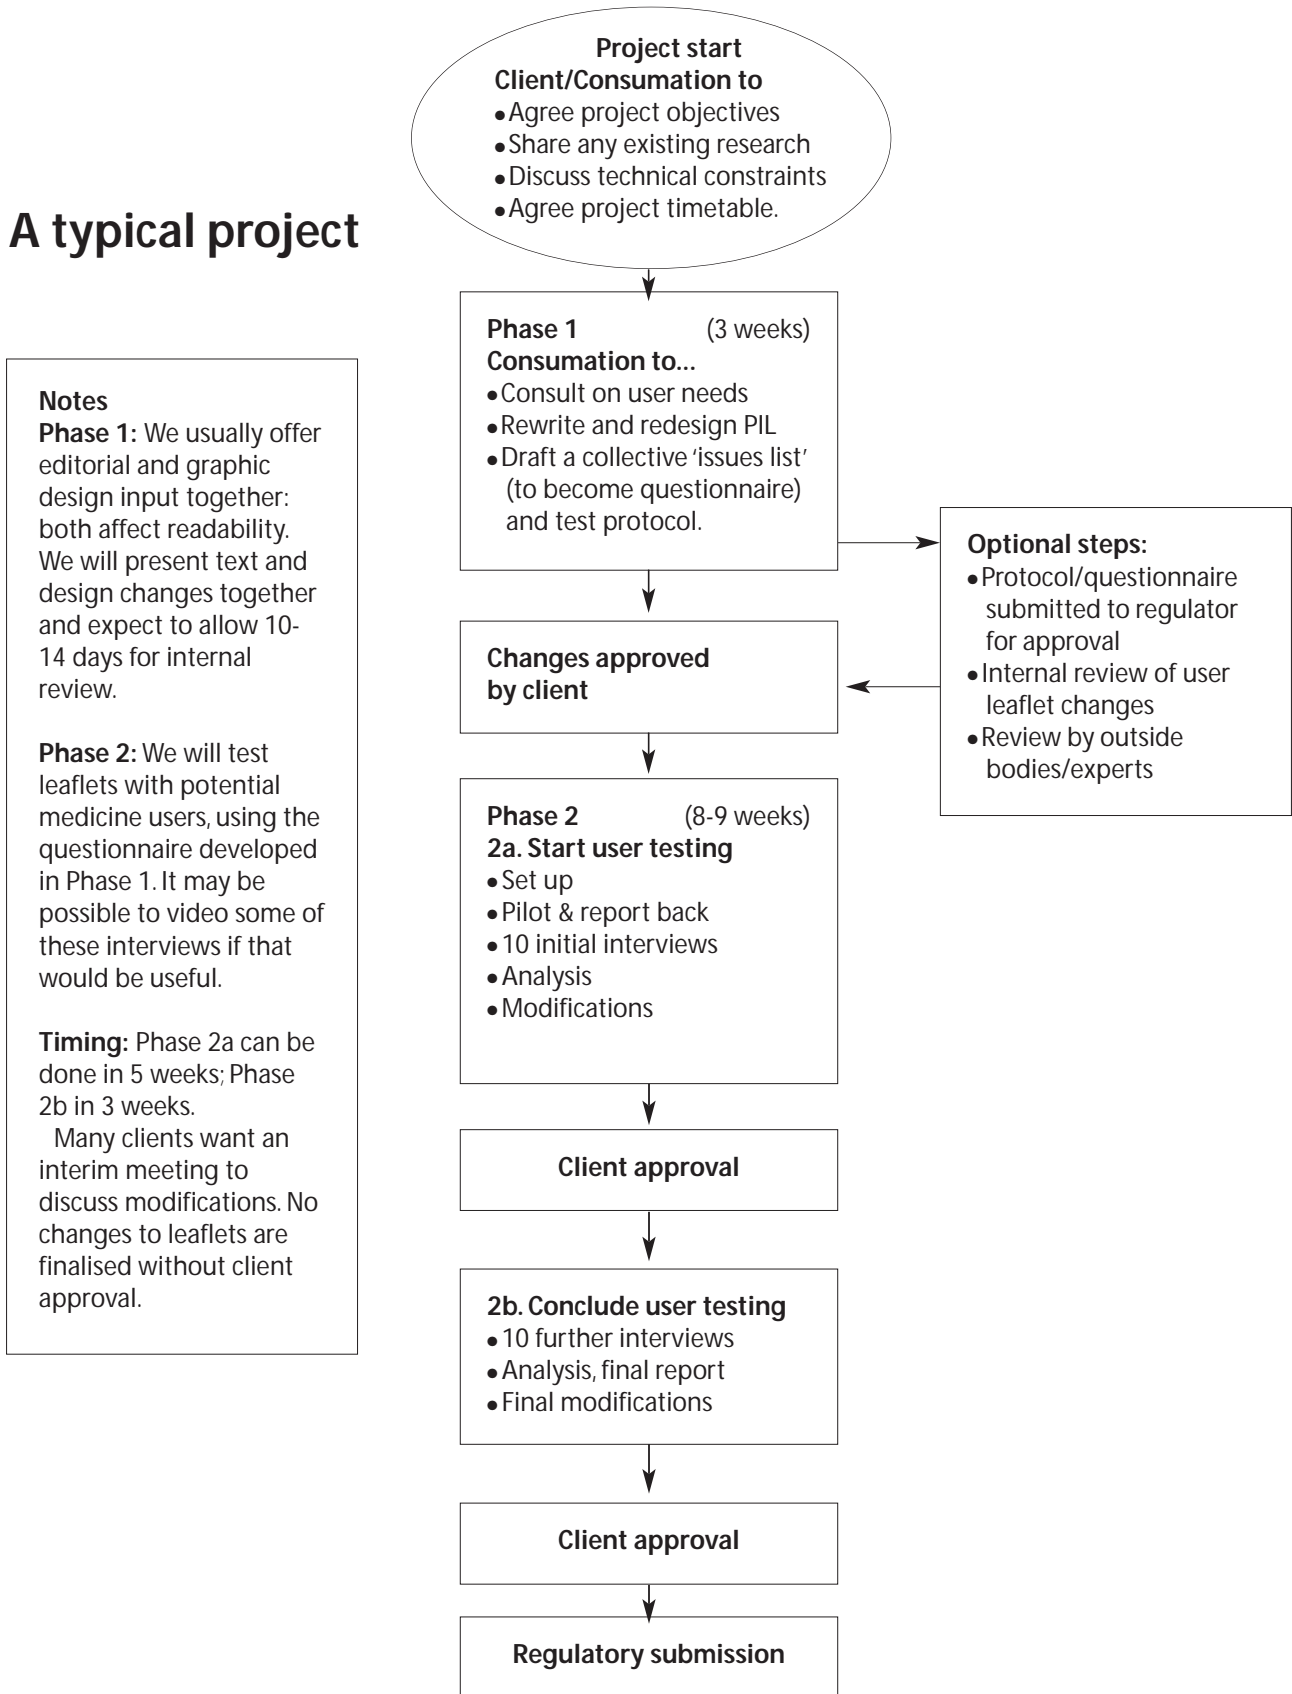 A typical project
Project start
Client/Consumation to
• Agree project objectives
• Share any existing research
• Discuss technical constraints
• Agree project timetable.
Phase 1 (3 weeks)
Consumation to...
• Consult on user needs
• Rewrite and redesign PIL
• Draft a collective 'issues list'
(to become questionnaire)
and test protocol.
Optional steps:
• Protocol/questionnaire
submitted to regulator
for approval
• Internal review of user
leaflet changes
• Review by outside
bodies/experts
Changes approved
by client
Phase 2 (8-9 weeks)
2a. Start user testing
• Set up
• Pilot & report back
• 10 initial interviews
• Analysis
• Modifications
Client approval
2b. Conclude user testing
• 10 further interviews
• Analysis, final report
• Final modifications
Client approval
Regulatory submission
Notes
Phase 1: We usually offer
editorial and graphic
design input together:
both affect readability.
We will present text and
design changes together
and expect to allow 10-
14 days for internal
review.
Phase 2: We will test
leaflets with potential
medicine users, using the
questionnaire developed
in Phase 1. It may be
possible to video some of
these interviews if that
would be useful.
Timing: Phase 2a can be
done in 5 weeks; Phase
2b in 3 weeks.
Many clients want an
interim meeting to
discuss modifications. No
changes to leaflets are
finalised without client
approval.